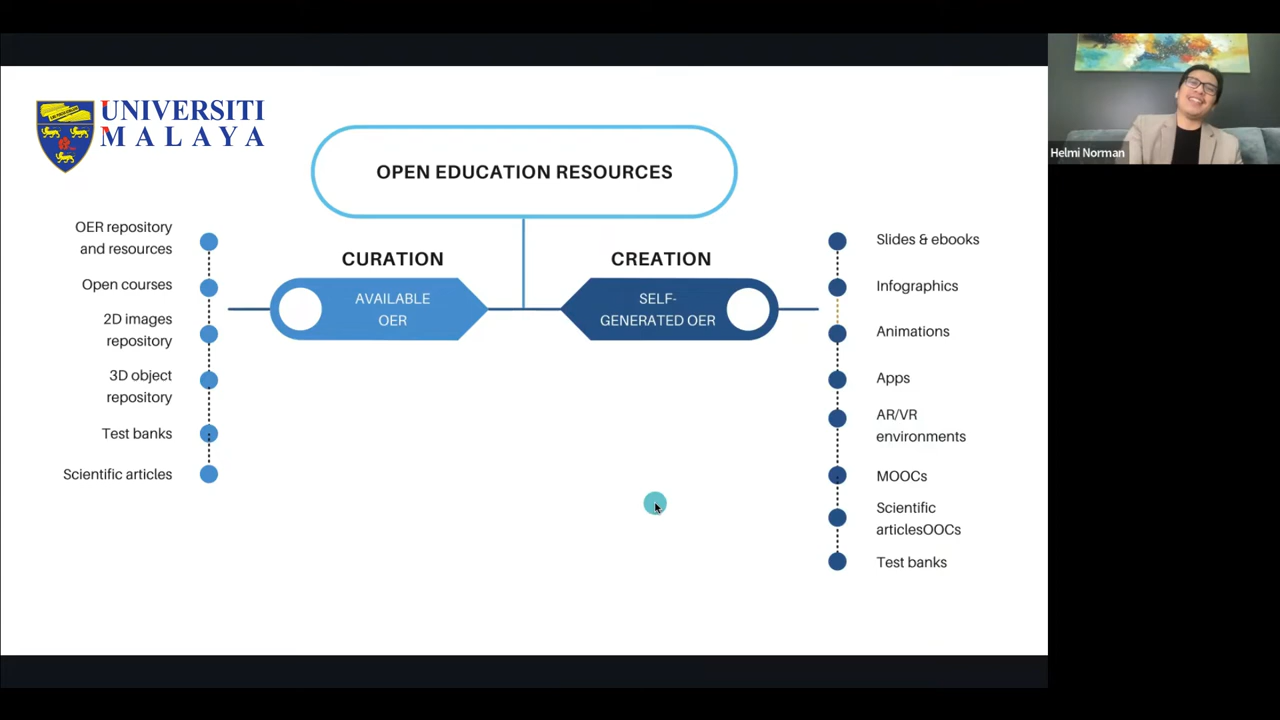 UNIVERSITI
MALAYA
OPEN EDUCATION RESOURCES
CURATION
AVAILABLE
OER
OER repository
and resources
Open courses
2D images
repository
3D object
repository
Test banks
Scientific articles
CREATION
SELF-
GENERATED OER
Slides & ebooks
Infographics
Animations
Apps
AR/VR
environments
MOOCs
Scientific
articlesOOCs
Test banks
Helmi Norman